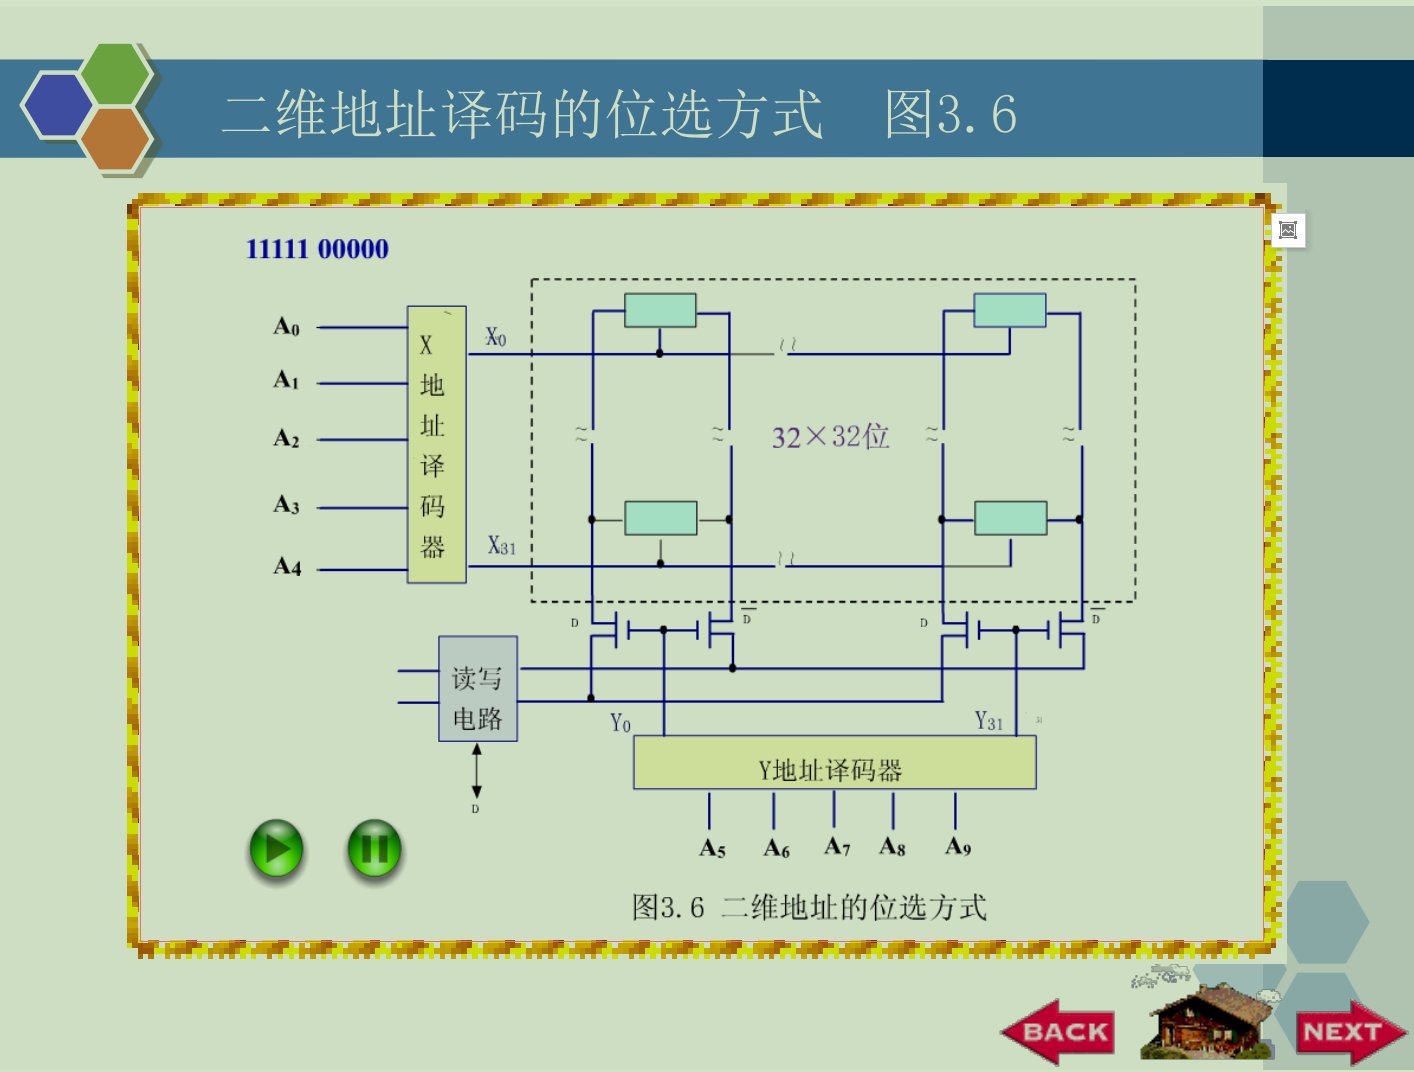 二维地址译码的位选方式 图3.6
11111 00000
A0
A1
A2
A3
A4
X地址译码器
X0
X31
32×32位
D
D̅
D
D̅
读写
电路
D
Y0
Y31
31
Y地址译码器
A5 A6 A7 A8 A9
图3.6 二维地址的位选方式
BACK
NEXT